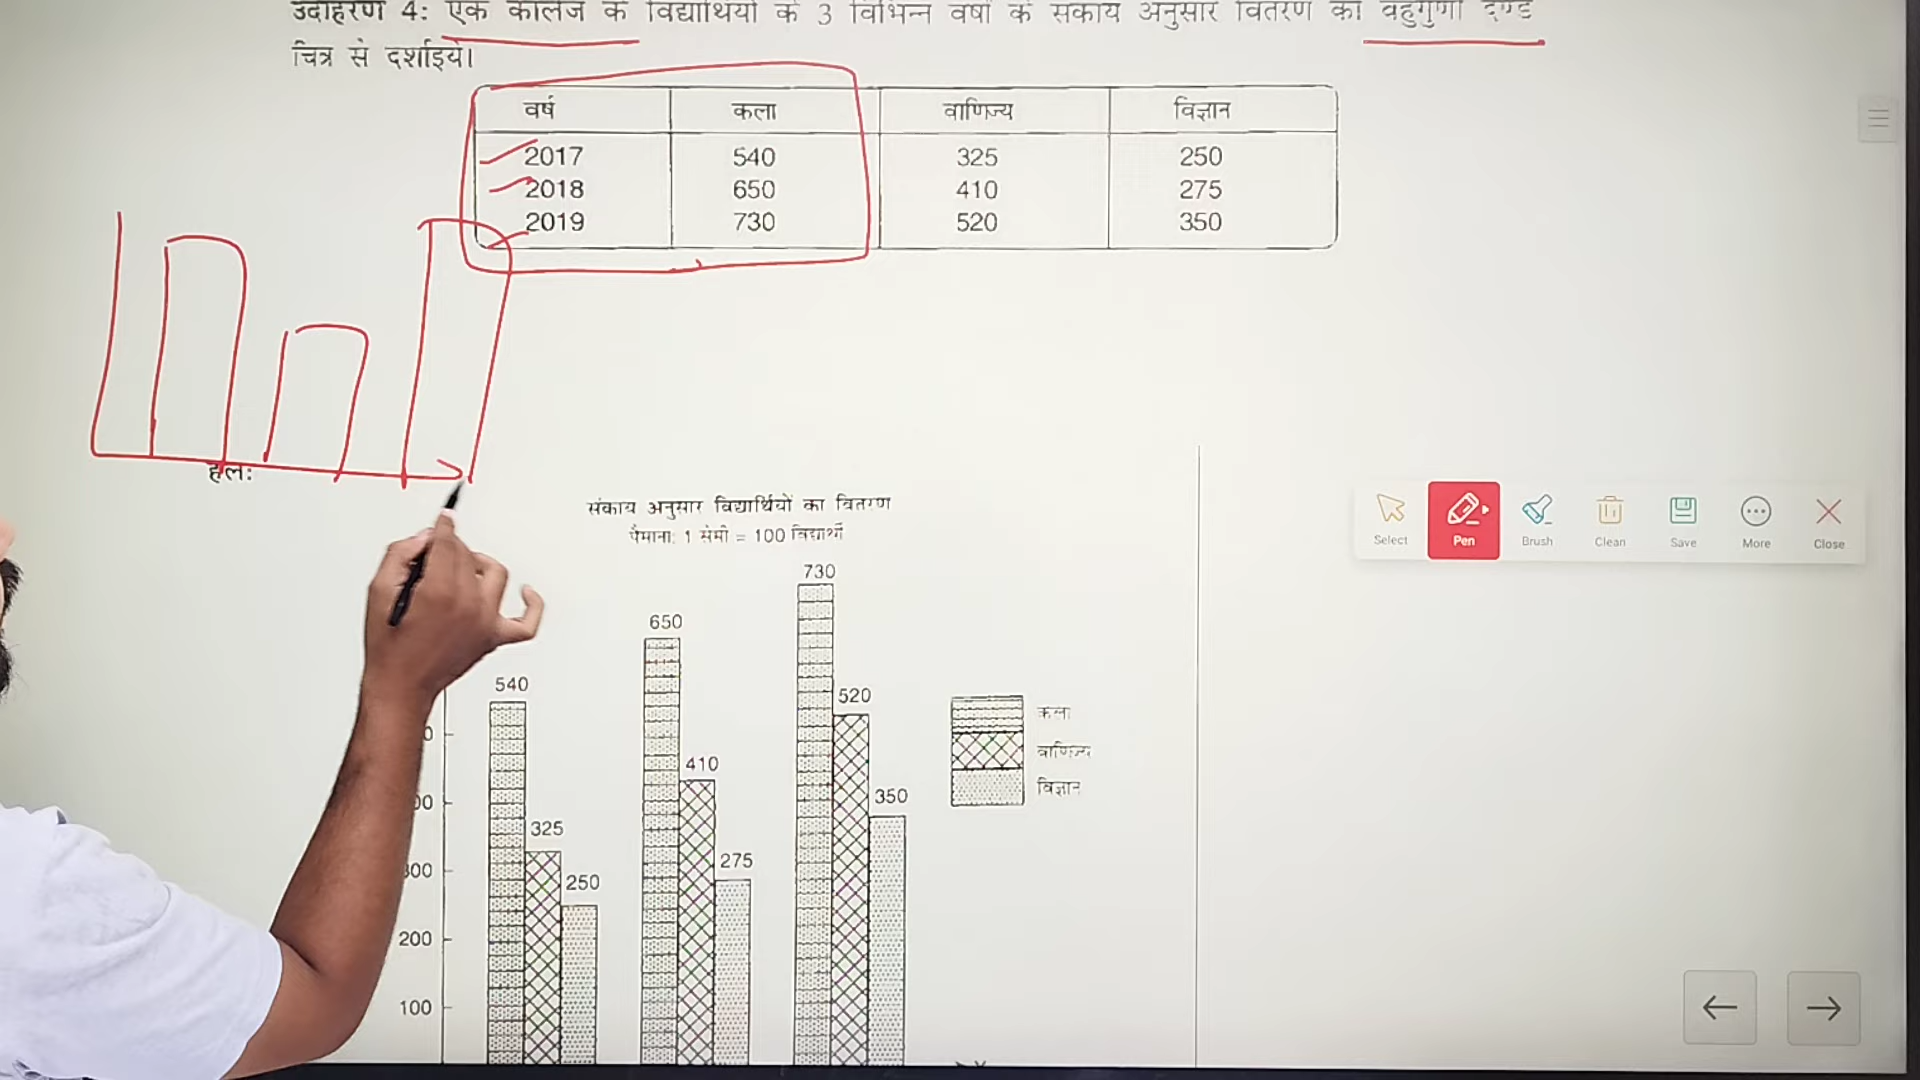 उदाहरण 4: एक कॉलेज के विद्यार्थियों के 3 विभिन्न वर्षों के संकाय अनुसार वितरण को बहुगुणी दण्ड
चित्र से दर्शाइये।
वर्ष कला वाणिज्य विज्ञान
2017 540 325 250
2018 650 410 275
2019 730 520 350
हल:
संकाय अनुसार विद्यार्थियों का वितरण
पैमाना: 1 सेमी = 100 विद्यार्थी
730
650
540
520
410
350
325
275
250
कला
वाणिज्य
विज्ञान
200
100
Select Pen Brush Clean Save More Close